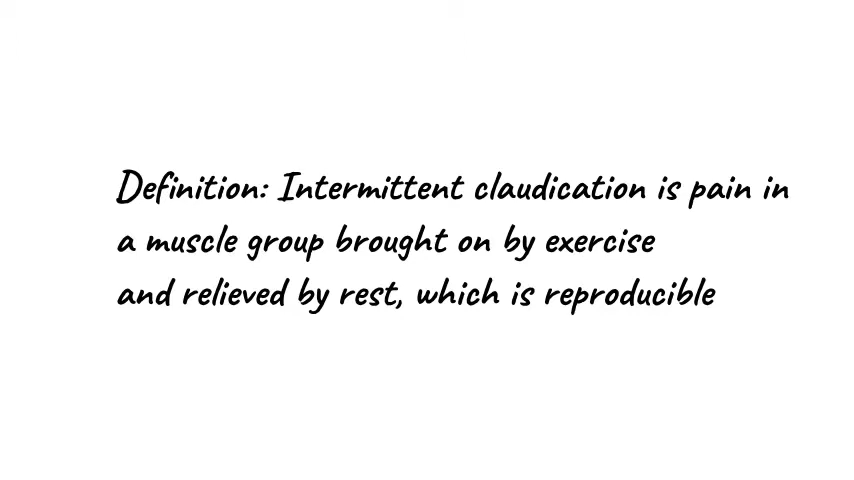 Definition: Intermittent claudication is pain in
a muscle group brought on by exercise
and relieved by rest, which is reproducible